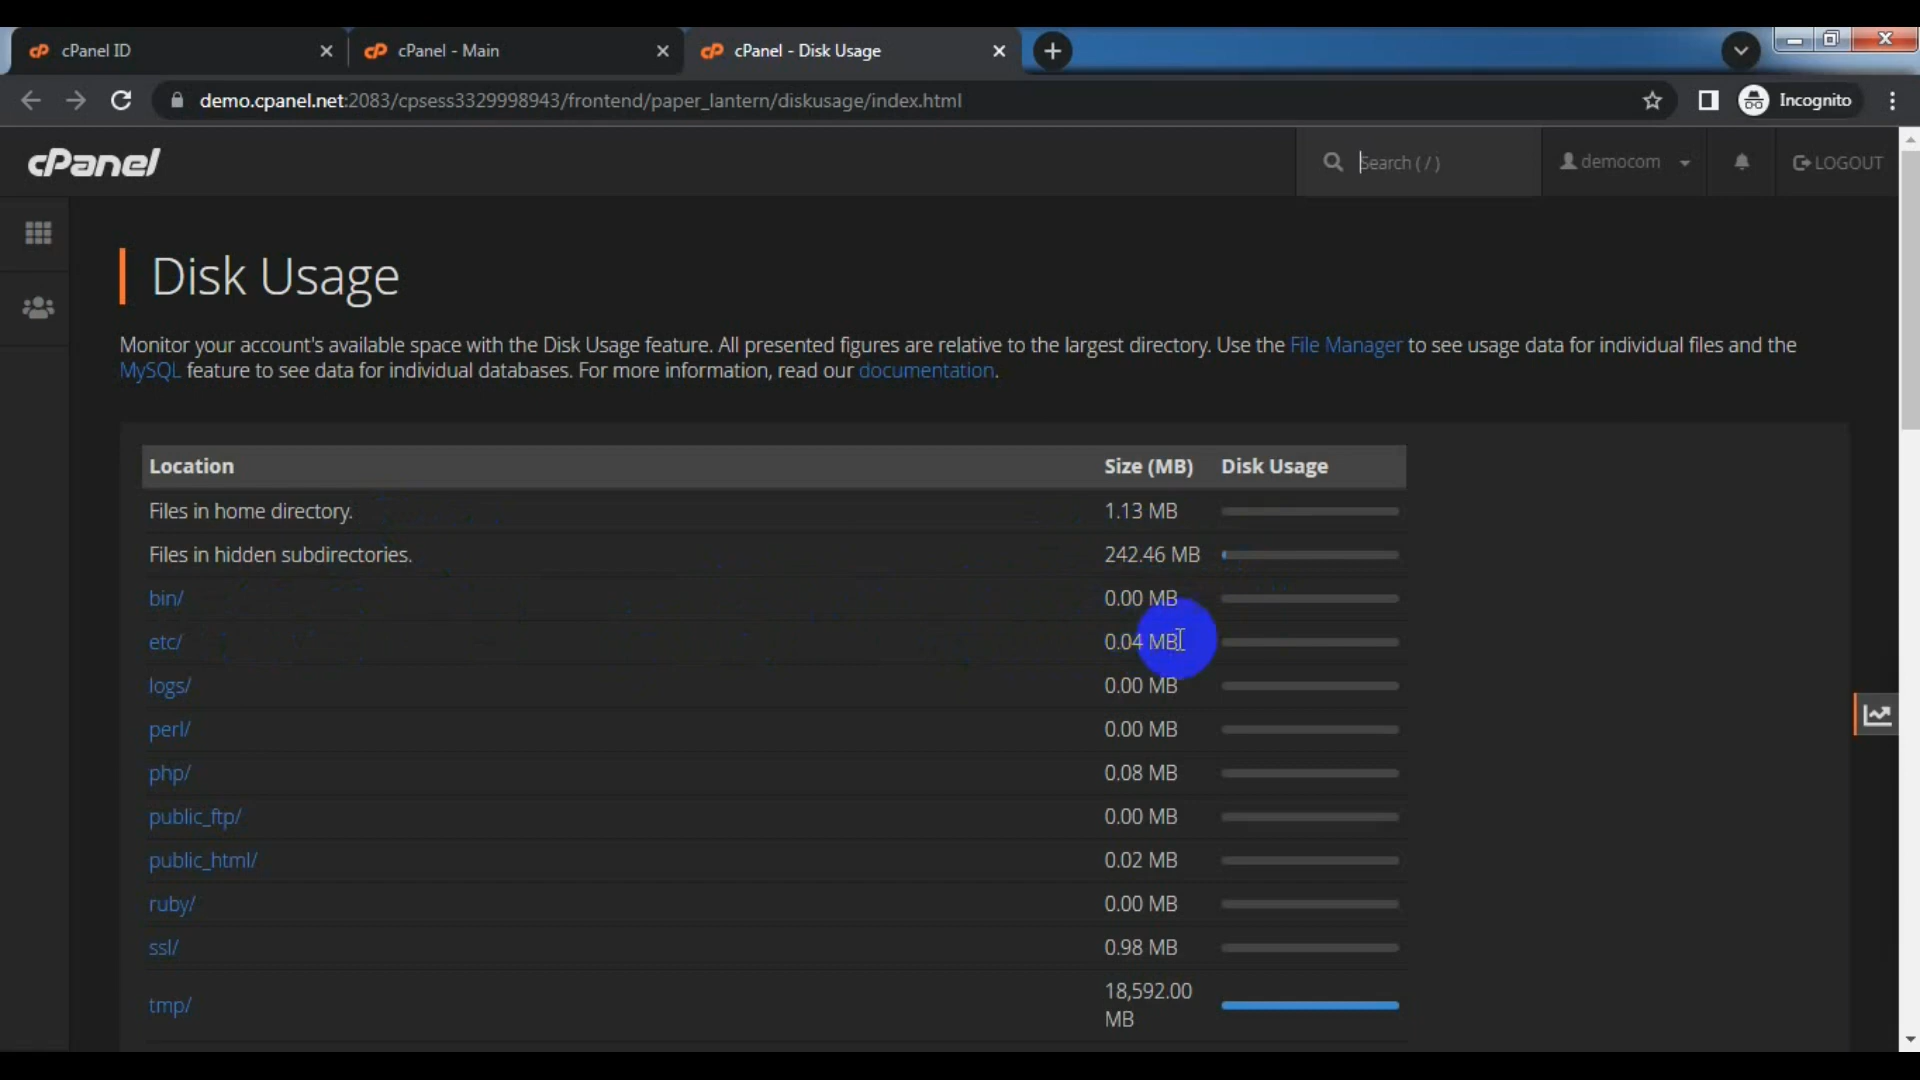 cPanel ID
cPanel - Main
cPanel - Disk Usage
demo.cpanel.net:2083/cpsess3329998943/frontend/paper_lantern/diskusage/index.html
Incognito
cPanel
Search ( / )
democom
LOGOUT
Disk Usage
Monitor your account's available space with the Disk Usage feature. All presented figures are relative to the largest directory. Use the File Manager to see usage data for individual files and the
MySQL feature to see data for individual databases. For more information, read our documentation.
Location Size (MB) Disk Usage
Files in home directory. 1.13 MB
Files in hidden subdirectories. 242.46 MB
bin/ 0.00 MB
etc/ 0.04 MB
logs/ 0.00 MB
perl/ 0.00 MB
php/ 0.08 MB
public_ftp/ 0.00 MB
public_html/ 0.02 MB
ruby/ 0.00 MB
ssl/ 0.98 MB
tmp/ 18,592.00
MB